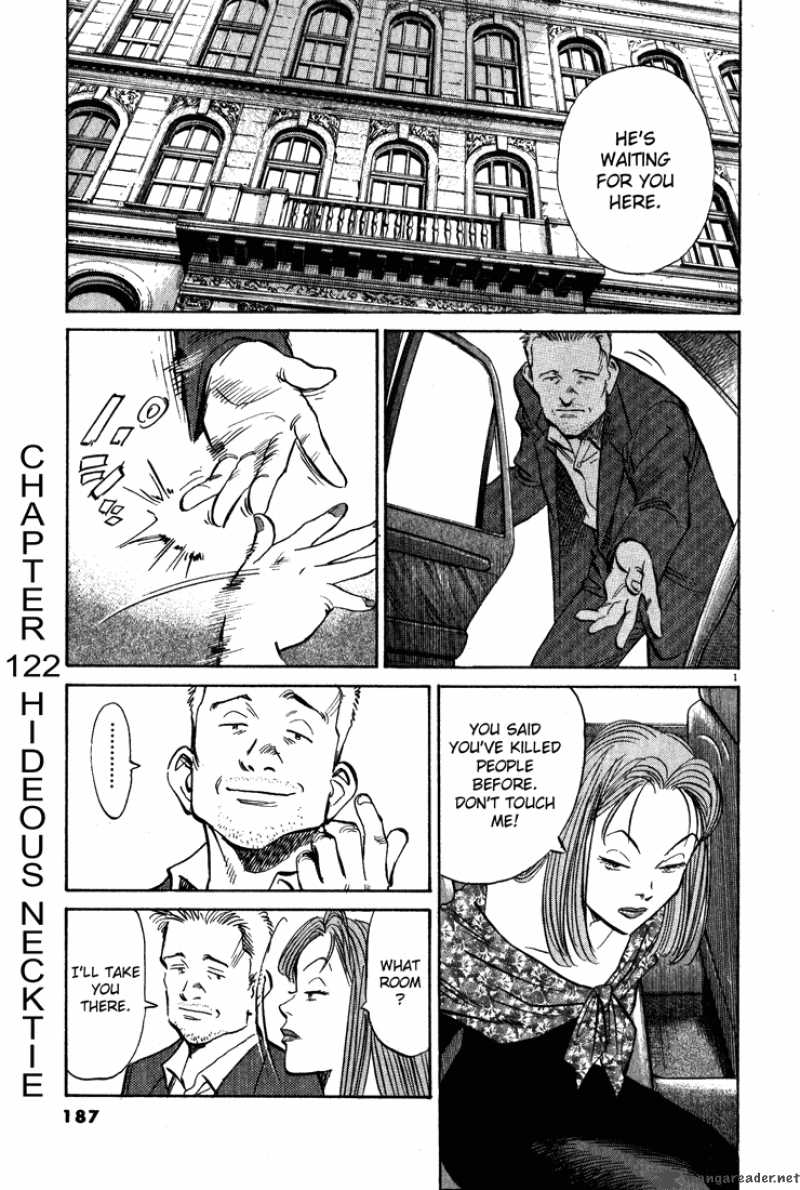 HE'S
WAITING
FOR YOU
HERE.
1
YOU SAID
YOU'VE KILLED
PEOPLE
BEFORE.
DON'T TOUCH
ME!
.........
WHAT
ROOM
?
I'LL TAKE
YOU
THERE.
CHAPTER 122 HIDEOUS NECKTIE
187
mangareader.net